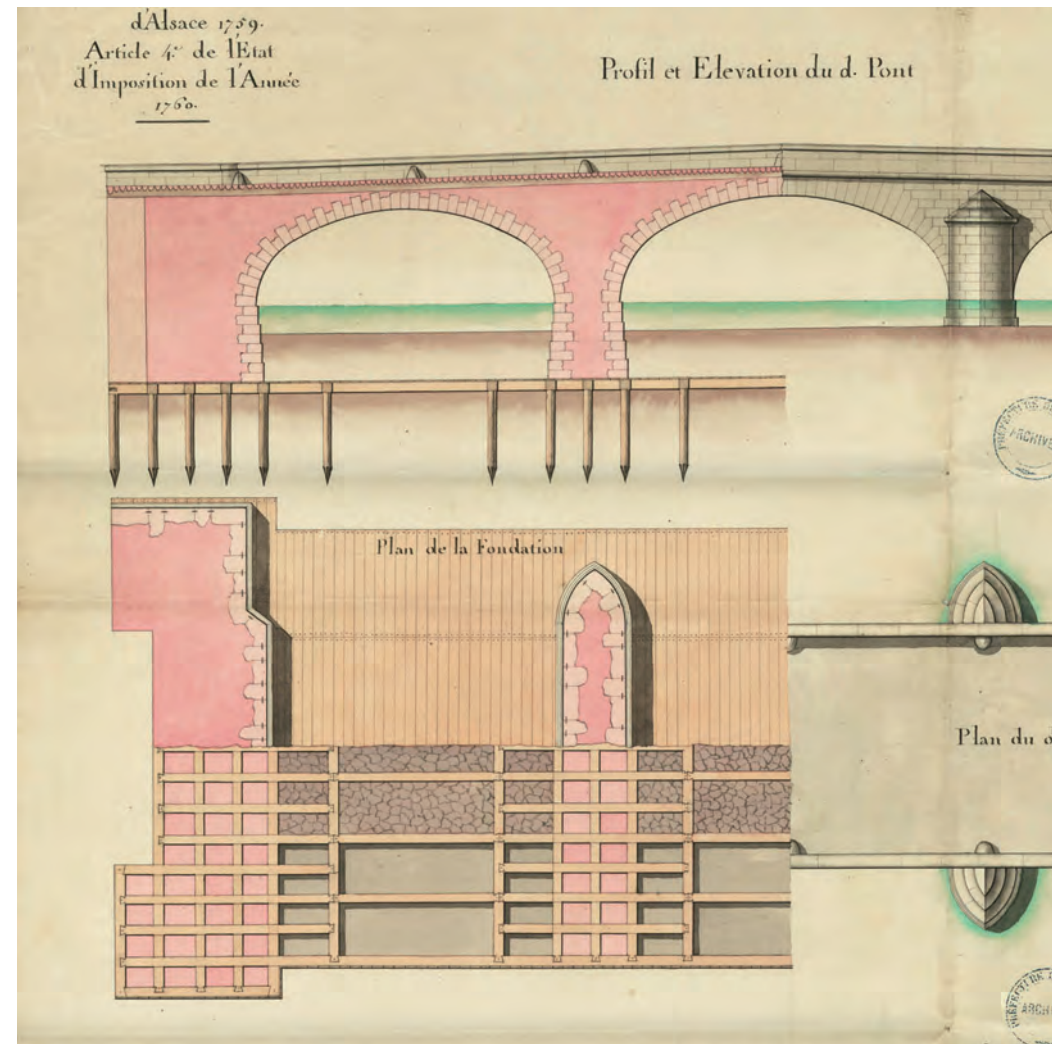 d'Alsace 1759.
Article 4.e de l'Etat
d'Imposition de l'Année
1760.
Profil et Elevation du d. Pont
Plan de la Fondation
Plan du
ARCHIVE